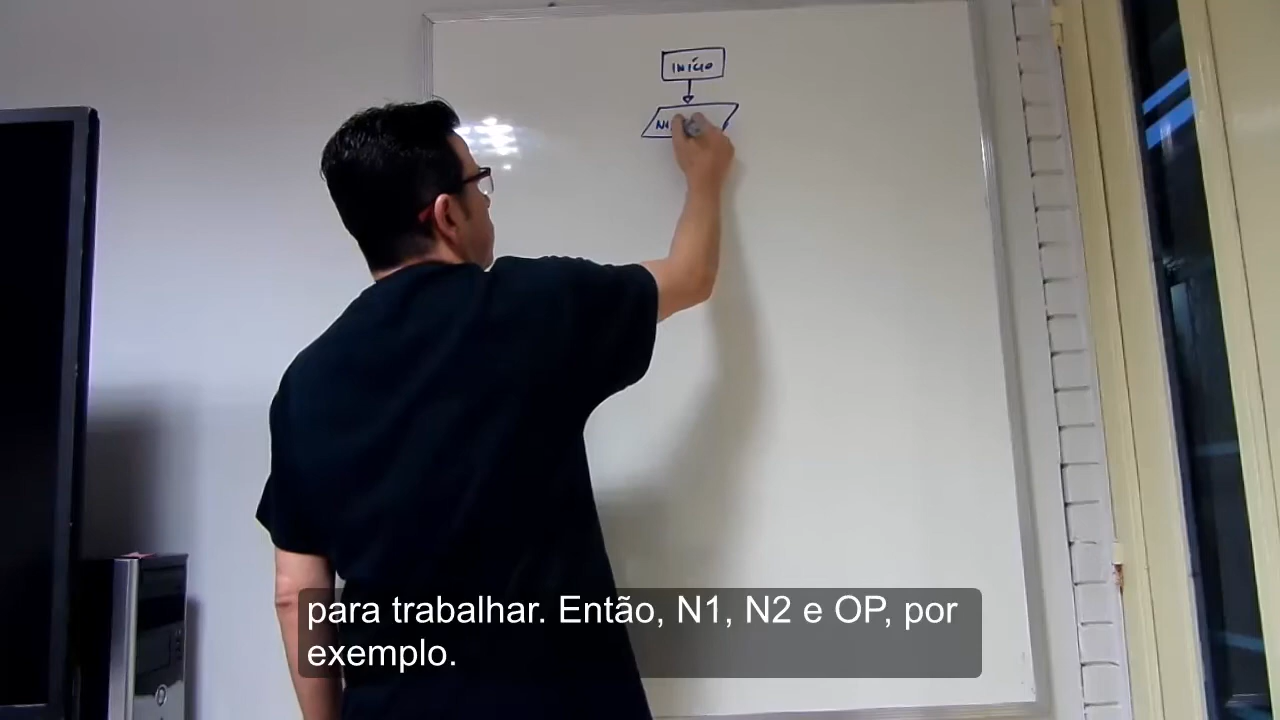 INÍCIO
N1
para trabalhar. Então, N1, N2 e OP, por
exemplo.